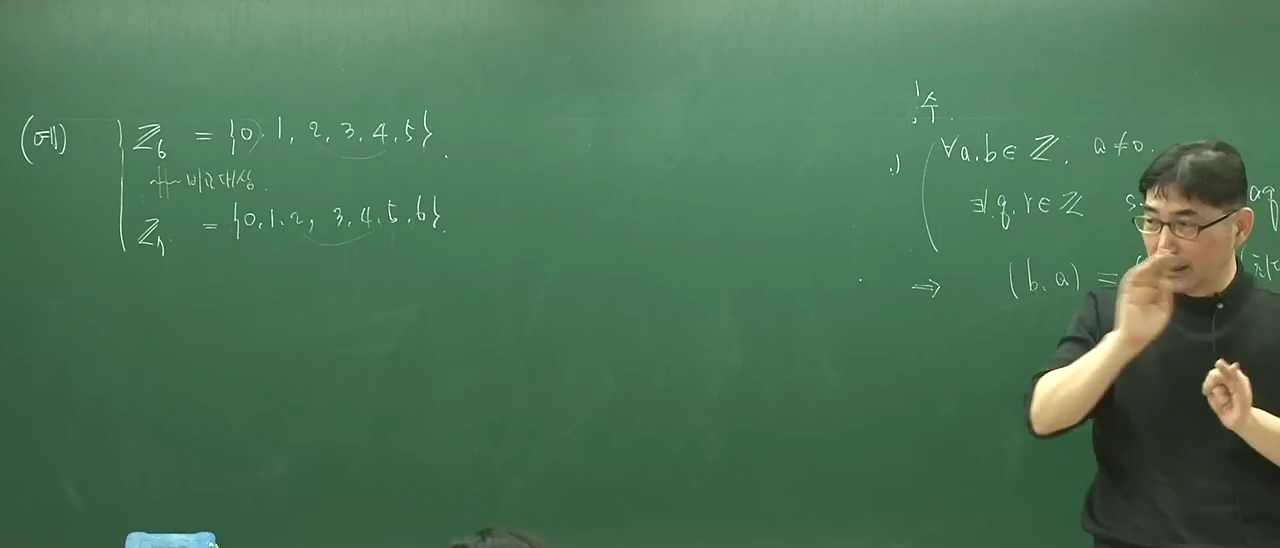 (예) ℤ₆ = {0, 1, 2, 3, 4, 5}.
비교대상.
ℤ₇ = {0, 1, 2, 3, 4, 5, 6}.
∀a, b ∈ ℤ, a ≠ 0.
∃ q, r ∈ ℤ s. aq
⇒ (b, a) =